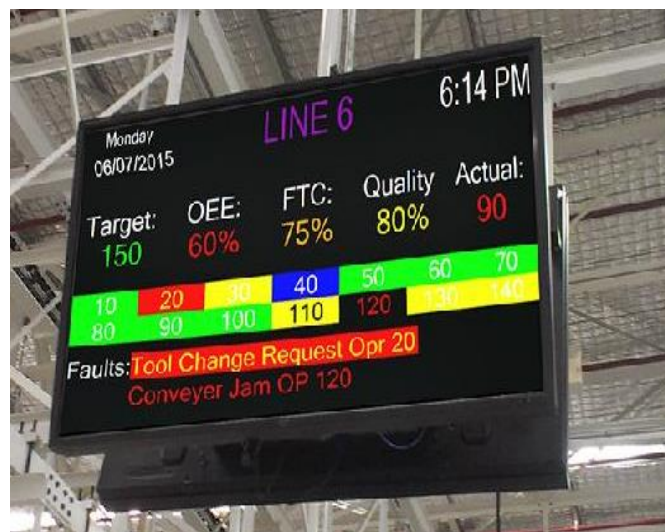 Monday
06/07/2015
LINE 6
6:14 PM
Target: OEE: FTC: Quality Actual:
150 60% 75% 80% 90
10 20 30 40 50 60 70
80 90 100 110 120 130 140
Faults: Tool Change Request Opr 20
Conveyer Jam OP 120